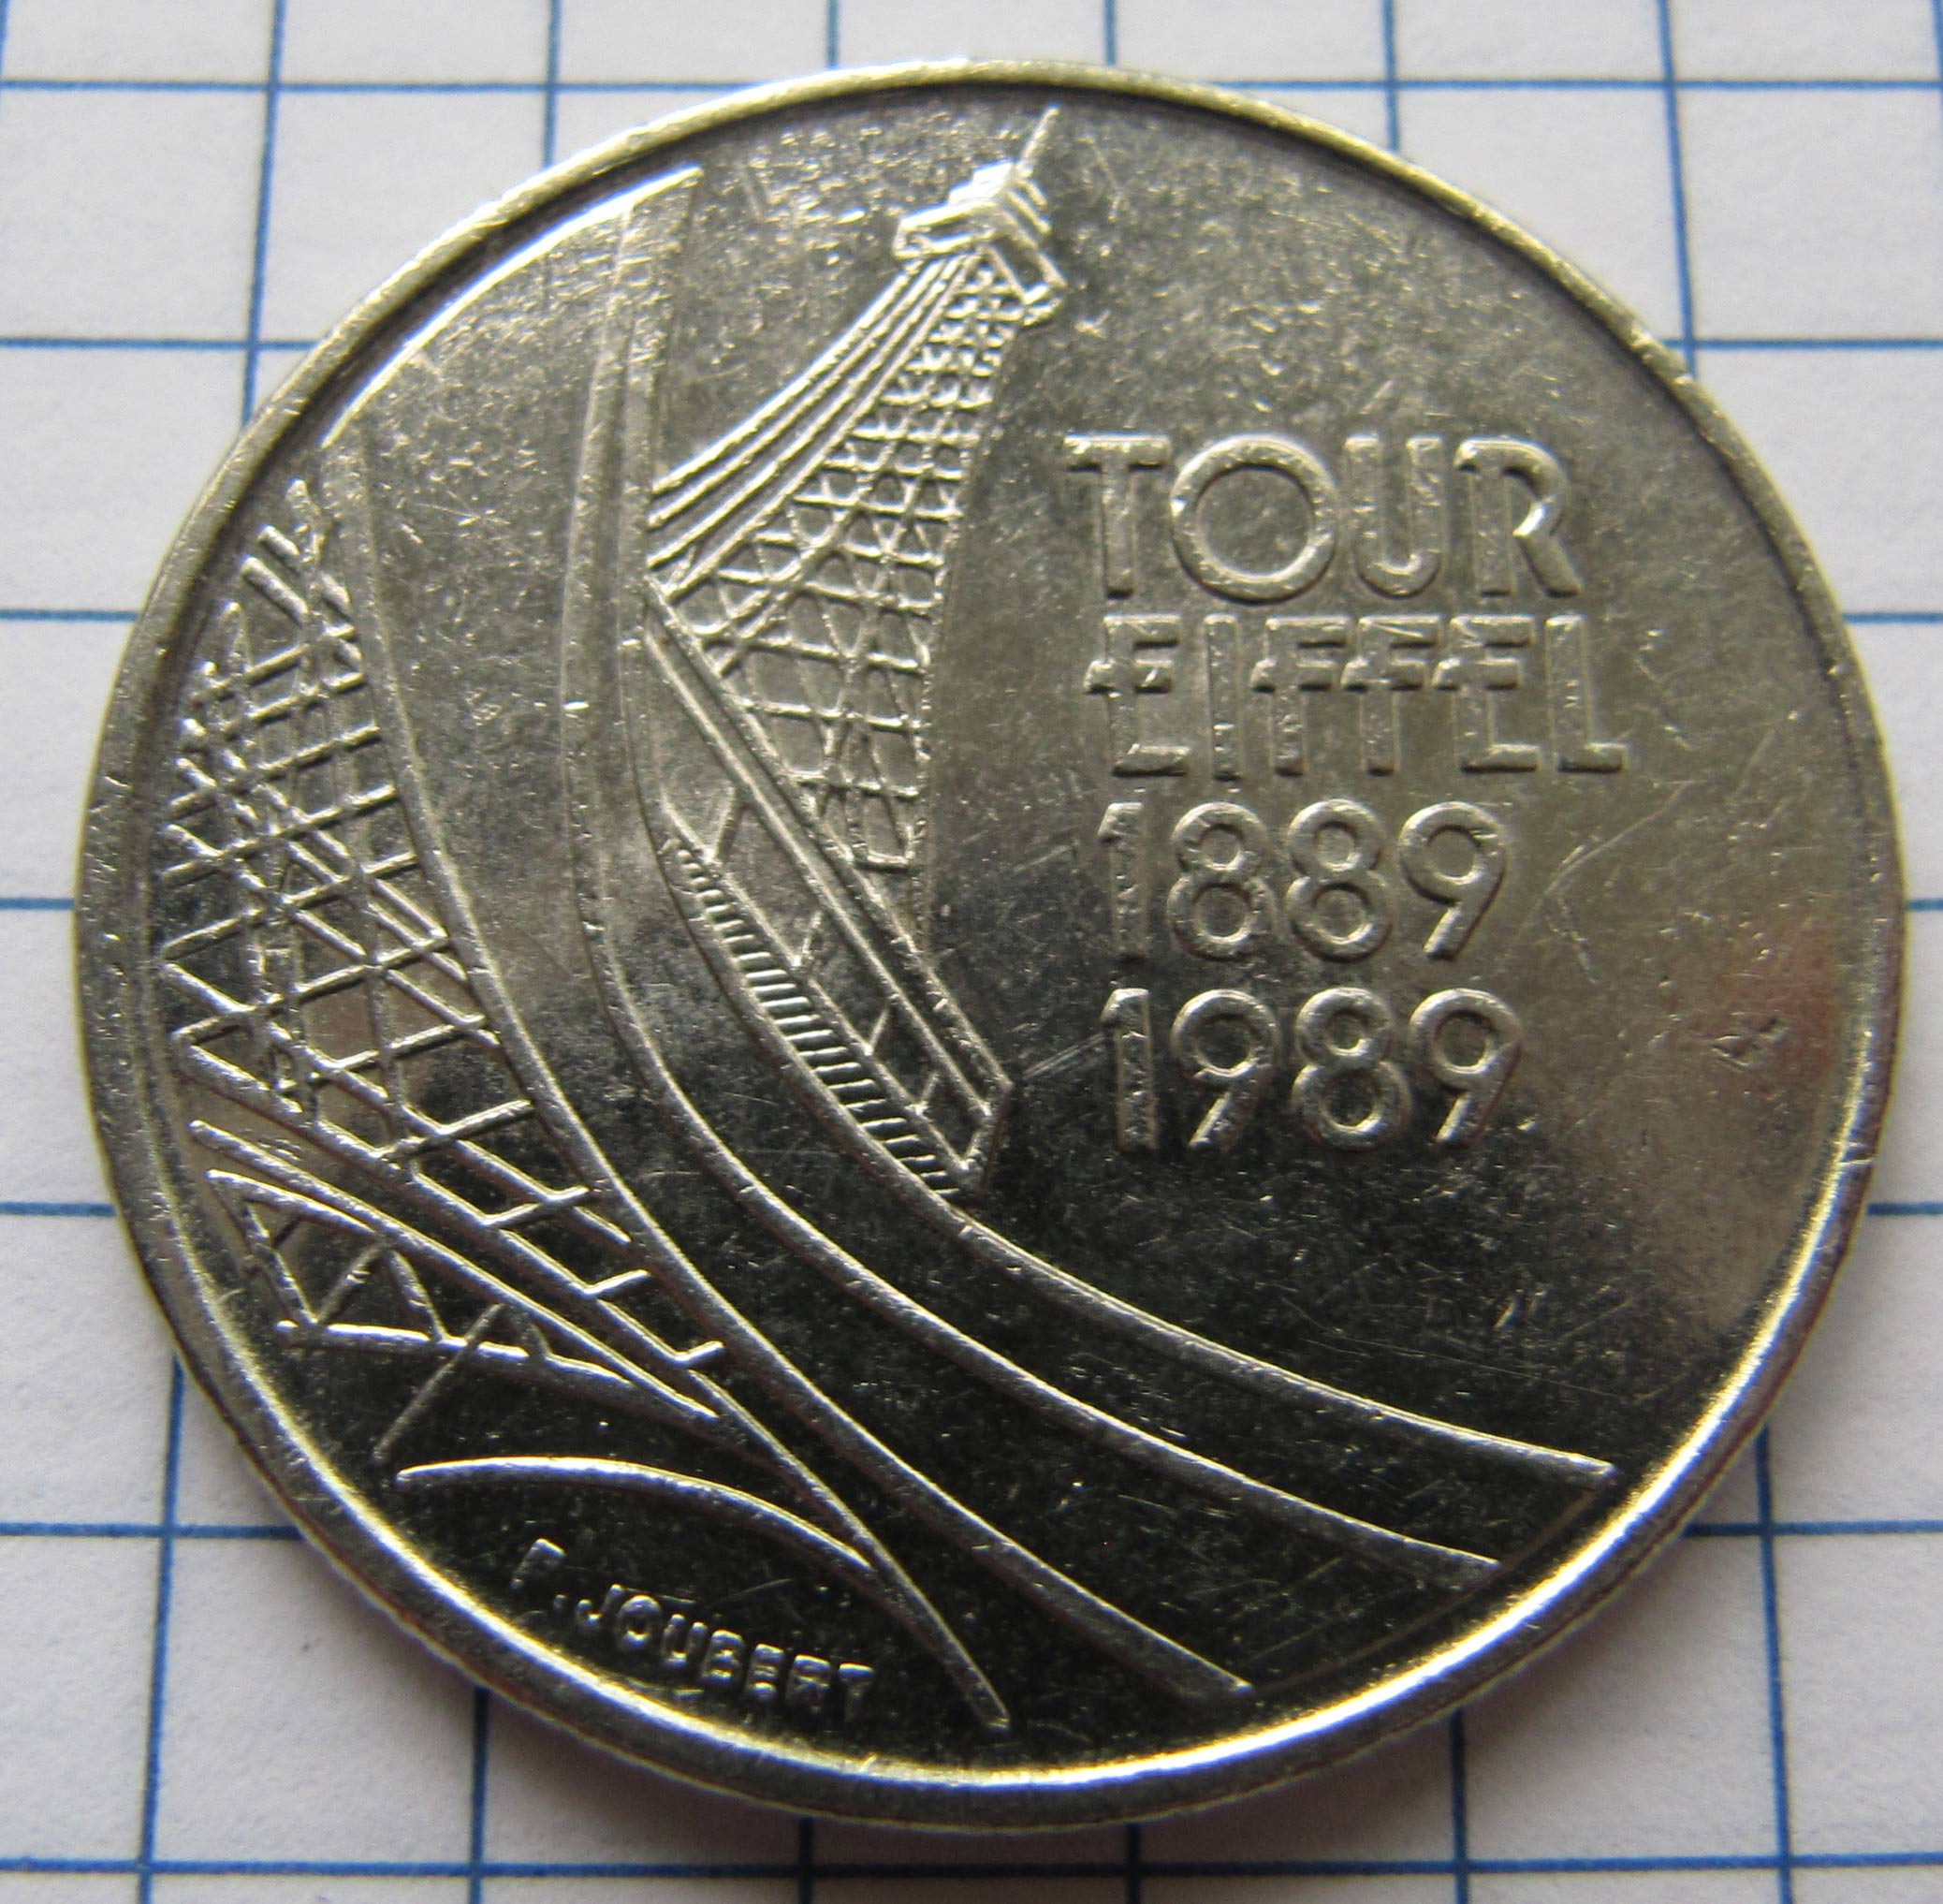 TOUR
EIFFEL
1889
1989
F. JOUBERT